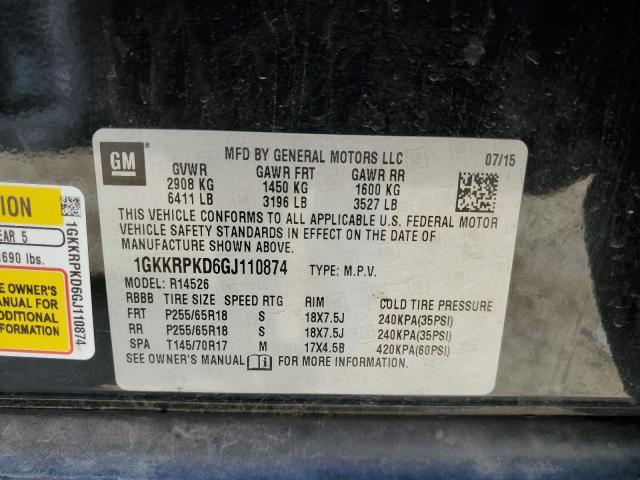 GM
MFD BY GENERAL MOTORS LLC 07/15
GVWR GAWR FRT GAWR RR
2908 KG 1450 KG 1600 KG
6411 LB 3196 LB 3527 LB
THIS VEHICLE CONFORMS TO ALL APPLICABLE U.S. FEDERAL MOTOR
VEHICLE SAFETY STANDARDS IN EFFECT ON THE DATE OF
MANUFACTURE SHOWN ABOVE.
1GKKRPKD6GJ110874 TYPE: M.P.V.
MODEL: R14526
RBBB TIRE SIZE SPEED RTG RIM COLD TIRE PRESSURE
FRT P255/65R18 S 18X7.5J 240KPA(35PSI)
RR P255/65R18 S 18X7.5J 240KPA(35PSI)
SPA T145/70R17 M 17X4.5B 420KPA(60PSI)
SEE OWNER'S MANUAL FOR MORE INFORMATION.
TION
EAR 5
690 lbs.
E OWNER'S
MANUAL FOR
DITIONAL
ORMATION
1GKKRPKD6GJ110874